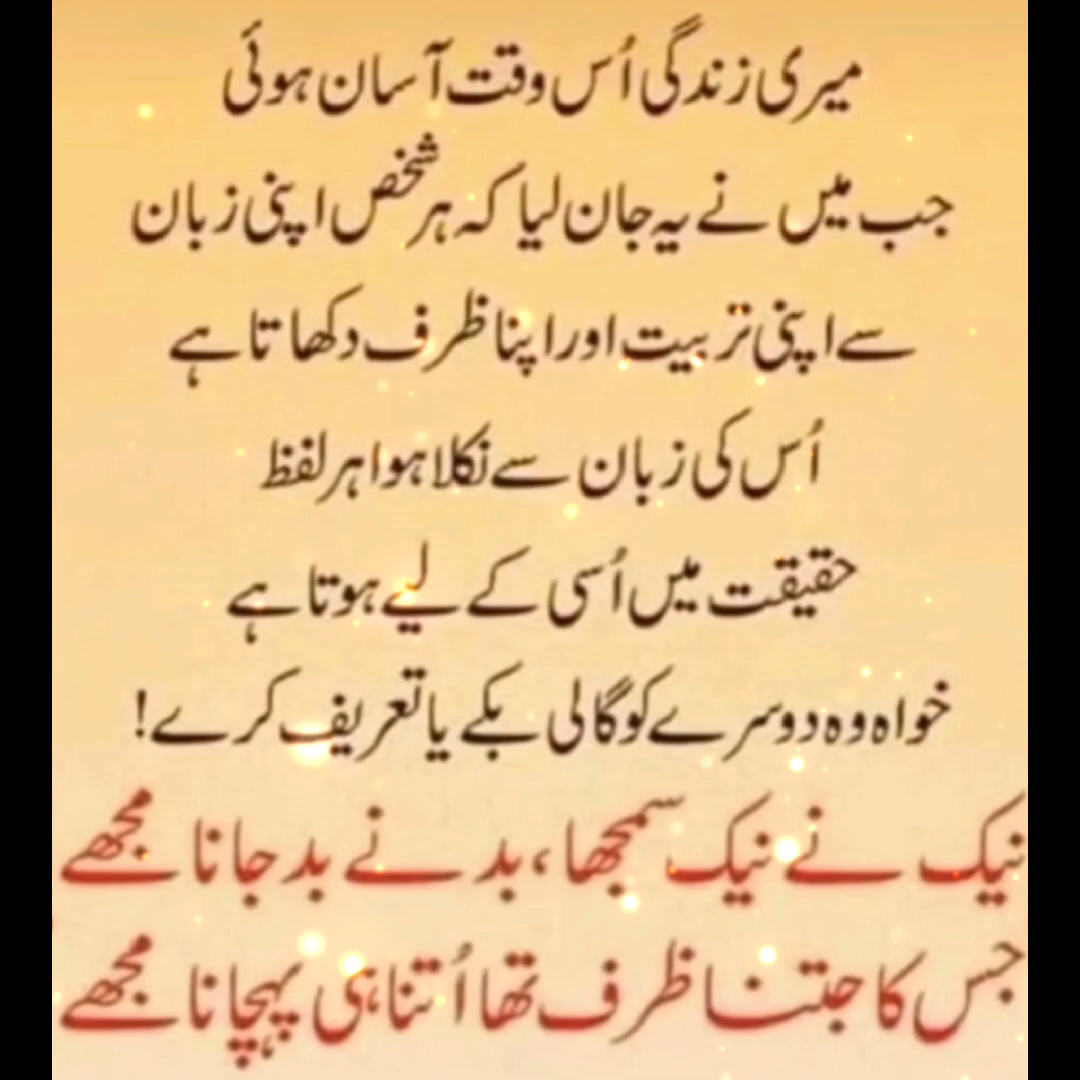 میری زندگی اُس وقت آسان ہوئی
جب میں نے یہ جان لیا کہ ہر شخص اپنی زبان
سے اپنی تربیت اور اپنا ظرف دکھاتا ہے
اُس کی زبان سے نکلا ہوا ہر لفظ
حقیقت میں اُسی کے لیے ہوتا ہے
خواہ وہ دوسرے کو گالی بکے یا تعریف کرے!
نیک نے نیک سمجھا، بد نے بد جانا مجھے
جس کا جتنا ظرف تھا اُتنا ہی پہچانا مجھے